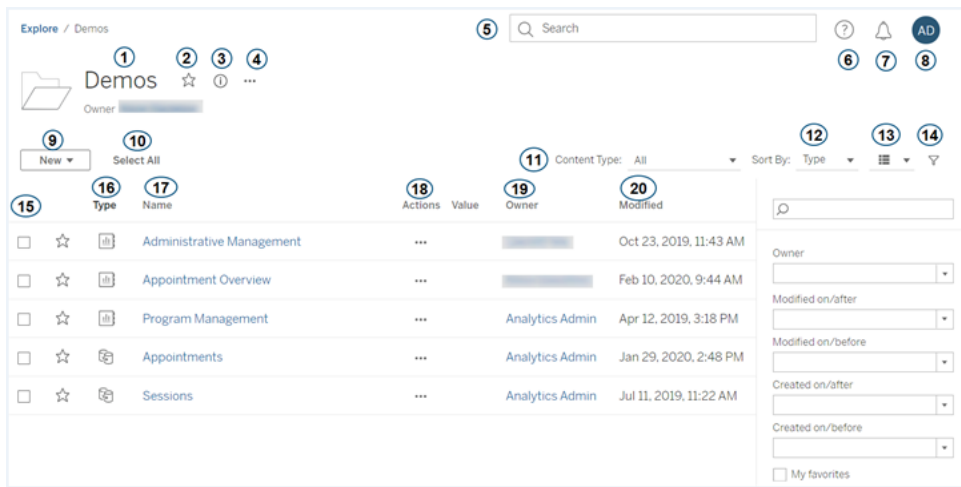 Explore / Demos
5 Search
6 7 AD 8
1 2 3 4
Demos
Owner
9 10
New Select All
11 Content Type: All
12 Sort By: Type
13 14
15 16 17 18 19 20
Type Name Actions Value Owner Modified
Administrative Management ... Oct 23, 2019, 11:43 AM
Appointment Overview ... Feb 10, 2020, 9:44 AM
Program Management ... Analytics Admin Apr 12, 2019, 3:18 PM
Appointments ... Analytics Admin Jan 29, 2020, 2:48 PM
Sessions ... Analytics Admin Jul 11, 2019, 11:22 AM
Owner
Modified on/after
Modified on/before
Created on/after
Created on/before
My favorites